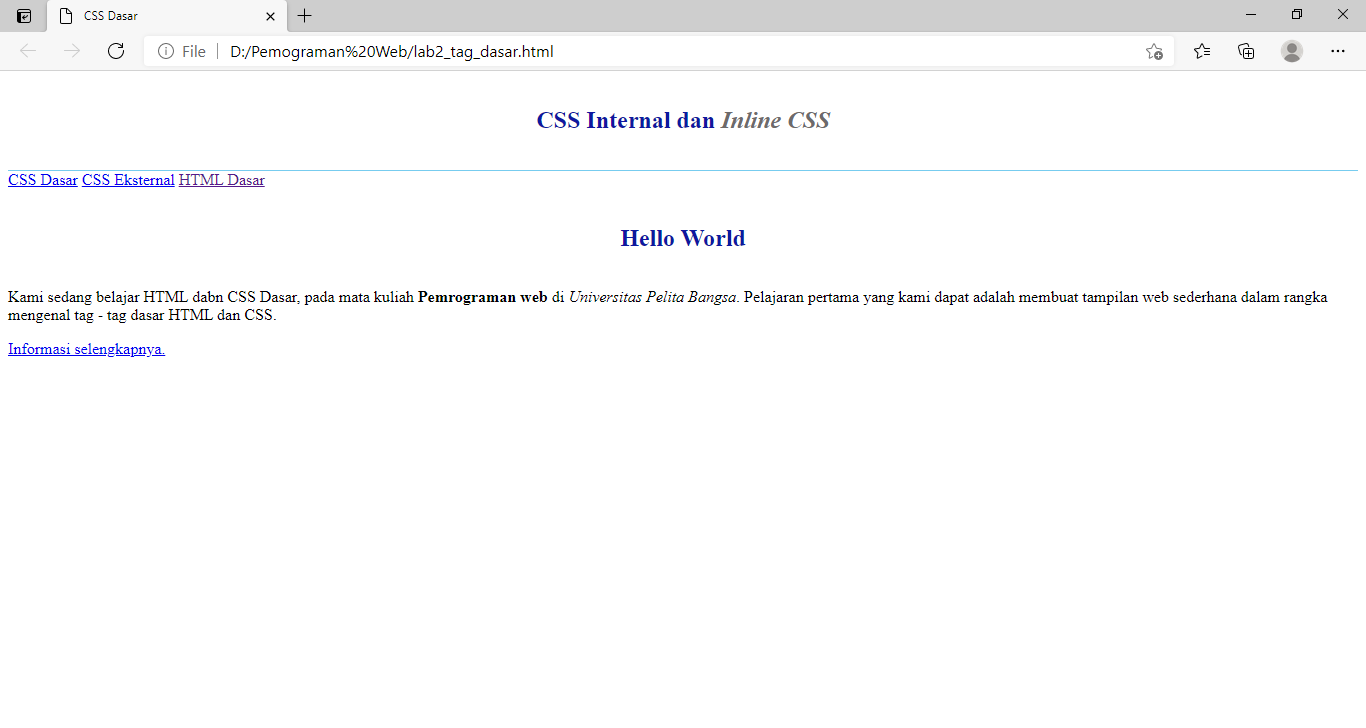 CSS Dasar
File
D:/Pemograman%20Web/lab2_tag_dasar.html
CSS Internal dan Inline CSS
CSS Dasar CSS Eksternal HTML Dasar
Hello World
Kami sedang belajar HTML dabn CSS Dasar, pada mata kuliah Pemrograman web di Universitas Pelita Bangsa. Pelajaran pertama yang kami dapat adalah membuat tampilan web sederhana dalam rangka
mengenal tag - tag dasar HTML dan CSS.
Informasi selengkapnya.